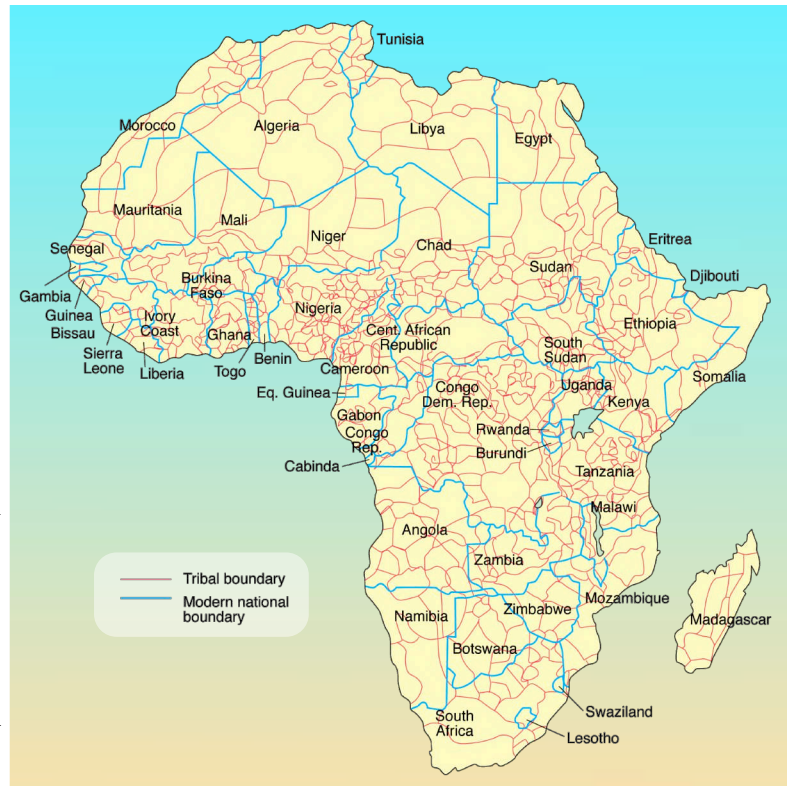 Tunisia
Morocco
Algeria
Libya
Egypt
Mauritania
Mali
Niger
Chad
Sudan
Eritrea
Djibouti
Senegal
Gambia
Guinea
Bissau
Burkina
Faso
Nigeria
Ivory
Coast
Ghana
Sierra
Leone
Liberia
Togo
Benin
Cent. African
Republic
South
Sudan
Ethiopia
Somalia
Cameroon
Eq. Guinea
Gabon
Congo
Rep.
Congo
Dem. Rep.
Uganda
Kenya
Rwanda
Burundi
Cabinda
Tanzania
Malawi
Angola
Zambia
Tribal boundary
Modern national
boundary
Namibia
Zimbabwe
Mozambique
Madagascar
Botswana
South
Africa
Swaziland
Lesotho